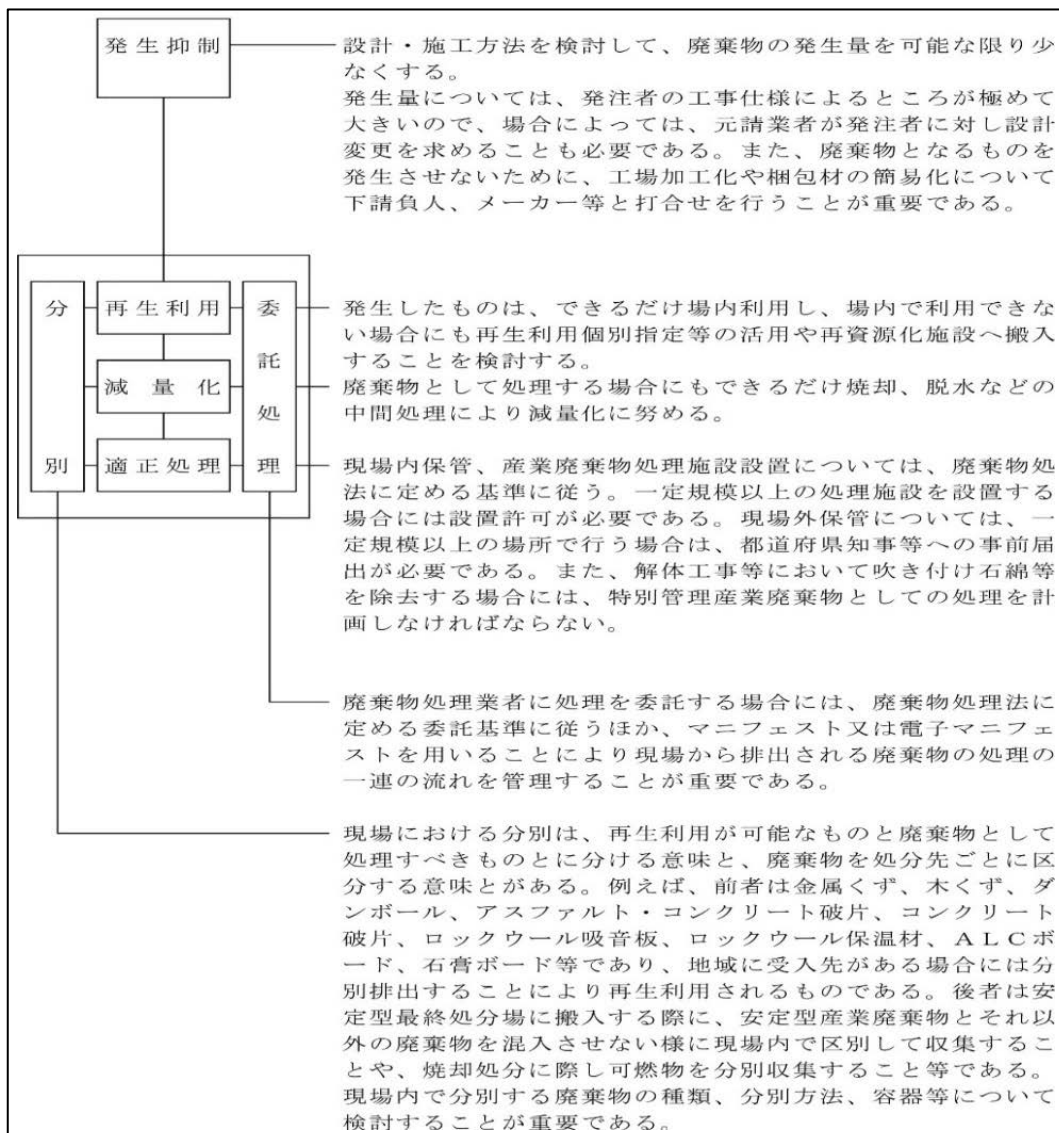 発生抑制
設計・施工方法を検討して、廃棄物の発生量を可能な限り少
なくする。
発生量については、発注者の工事仕様によるところが極めて
大きいので、場合によっては、元請業者が発注者に対し設計
変更を求めることも必要である。また、廃棄物となるものを
発生させないために、工場加工化や梱包材の簡易化について
下請負人、メーカー等と打合せを行うことが重要である。
分別
再生利用
減量化
適正処理
委託処理
発生したものは、できるだけ場内利用し、場内で利用できな
い場合にも再生利用個別指定等の活用や再資源化施設へ搬入
することを検討する。
廃棄物として処理する場合にもできるだけ焼却、脱水などの
中間処理により減量化に努める。
現場内保管、産業廃棄物処理施設設置については、廃棄物処
法に定める基準に従う。一定規模以上の処理施設を設置する
場合には設置許可が必要である。現場外保管については、一
定規模以上の場所で行う場合は、都道府県知事等への事前届
出が必要である。また、解体工事等において吹き付け石綿等
を除去する場合には、特別管理産業廃棄物としての処理を計
画しなければならない。
廃棄物処理業者に処理を委託する場合には、廃棄物処理法に
定める委託基準に従うほか、マニフェスト又は電子マニフェ
ストを用いることにより現場から排出される廃棄物の処理の
一連の流れを管理することが重要である。
現場における分別は、再生利用が可能なものと廃棄物として
処理すべきものとに分ける意味と、廃棄物を処分先ごとに区
分する意味とがある。例えば、前者は金属くず、木くず、ダ
ンボール、アスファルト・コンクリート破片、コンクリート
破片、ロックウール吸音板、ロックウール保温材、ＡＬＣボ
ード、石膏ボード等であり、地域に受入先がある場合には分
別排出することにより再生利用されるものである。後者は安
定型最終処分場に搬入する際に、安定型産業廃棄物とそれ以
外の廃棄物を混入させない様に現場内で区別して収集するこ
とや、焼却処分に際し可燃物を分別収集すること等である。
現場内で分別する廃棄物の種類、分別方法、容器等について
検討することが重要である。